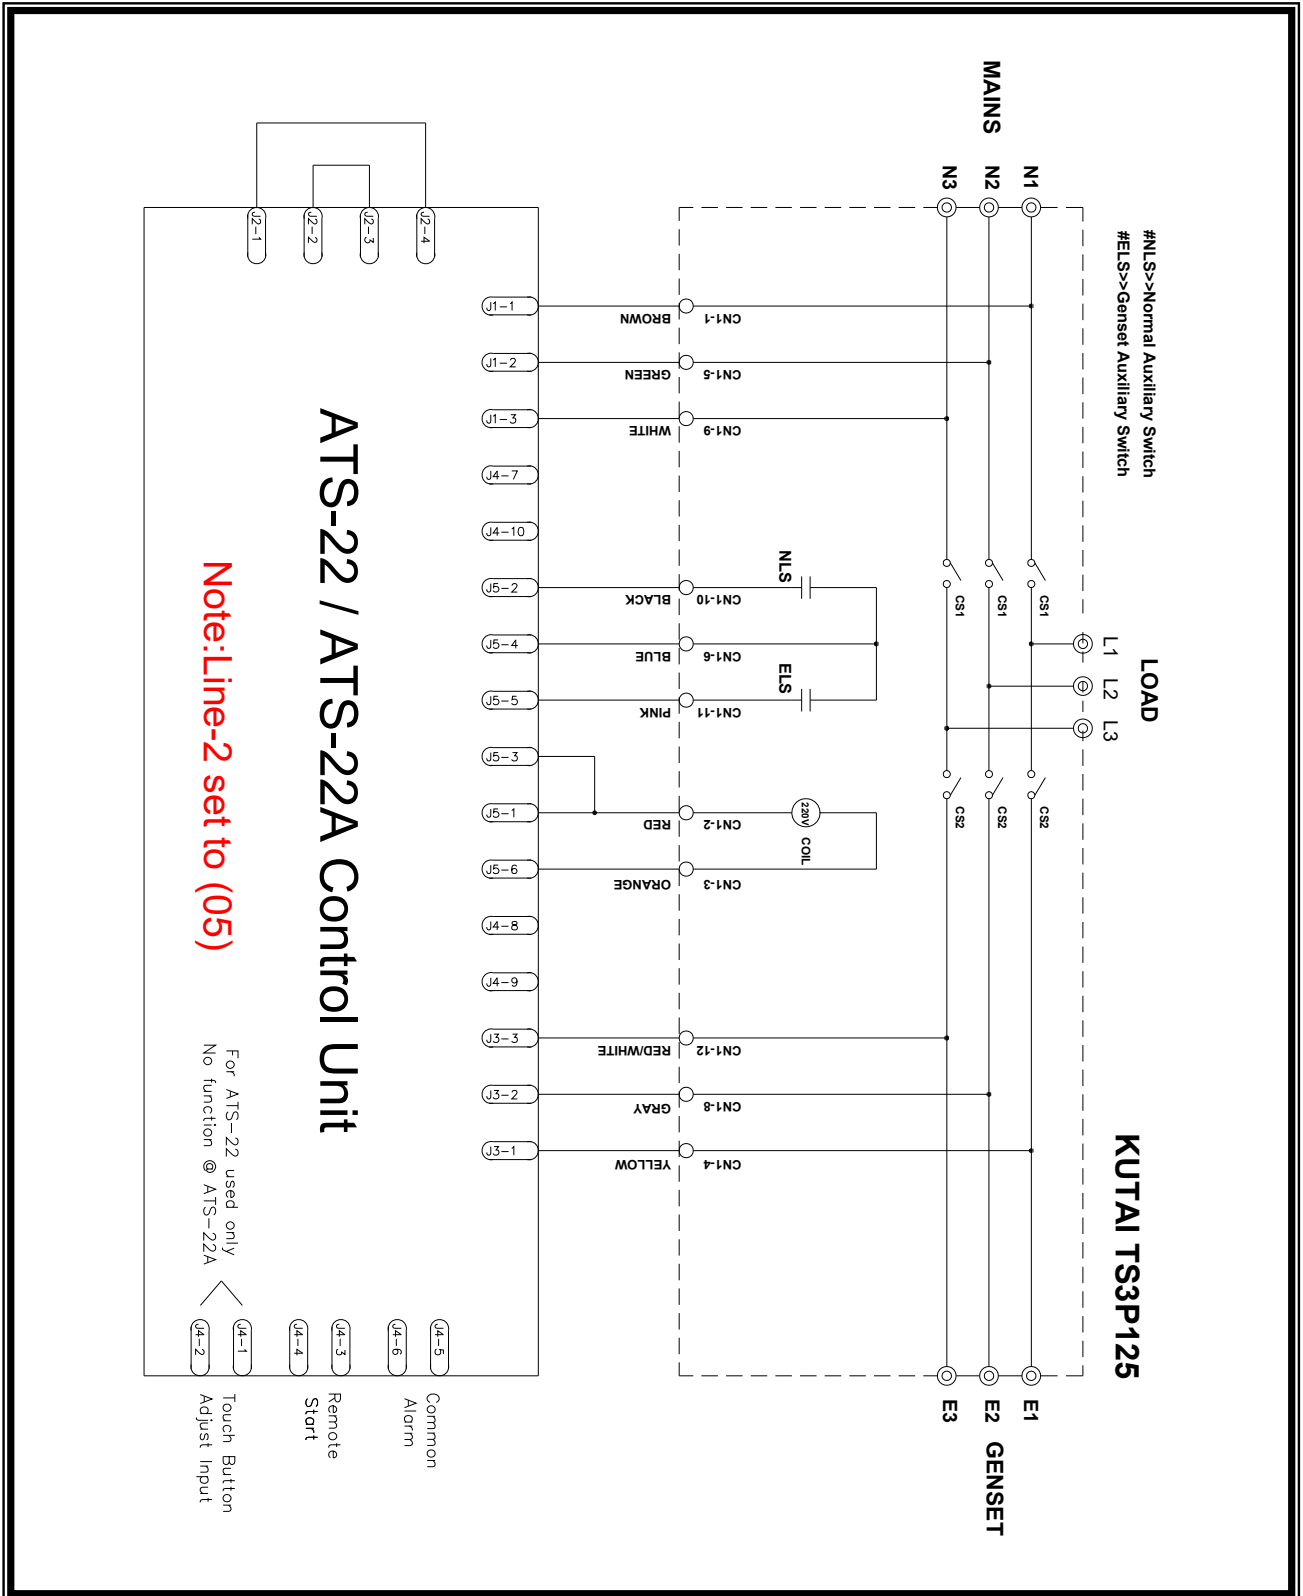 KUTAI TS3P125
#NLS>>Normal Auxiliary Switch
#ELS>>Genset Auxiliary Switch
LOAD
L1
L2
L3
MAINS
N1
N2
N3
CS1
CS1
CS1
CS2
CS2
CS2
E1
E2
E3
GENSET
NLS
ELS
220V
COIL
CN1-1
CN1-5
CN1-9
CN1-10
CN1-6
CN1-11
CN1-2
CN1-3
CN1-12
CN1-8
CN1-4
BROWN
GREEN
WHITE
BLACK
BLUE
PINK
RED
ORANGE
RED/WHITE
GRAY
YELLOW
J1-1
J1-2
J1-3
J4-7
J4-10
J5-2
J5-4
J5-5
J5-3
J5-1
J5-6
J4-8
J4-9
J3-3
J3-2
J3-1
J2-4
J2-3
J2-2
J2-1
ATS-22 / ATS-22A Control Unit
Note:Line-2 set to (05)
For ATS-22 used only
No function @ ATS-22A
J4-5
J4-6
J4-3
J4-4
J4-1
J4-2
Common
Alarm
Remote
Start
Touch Button
Adjust Input